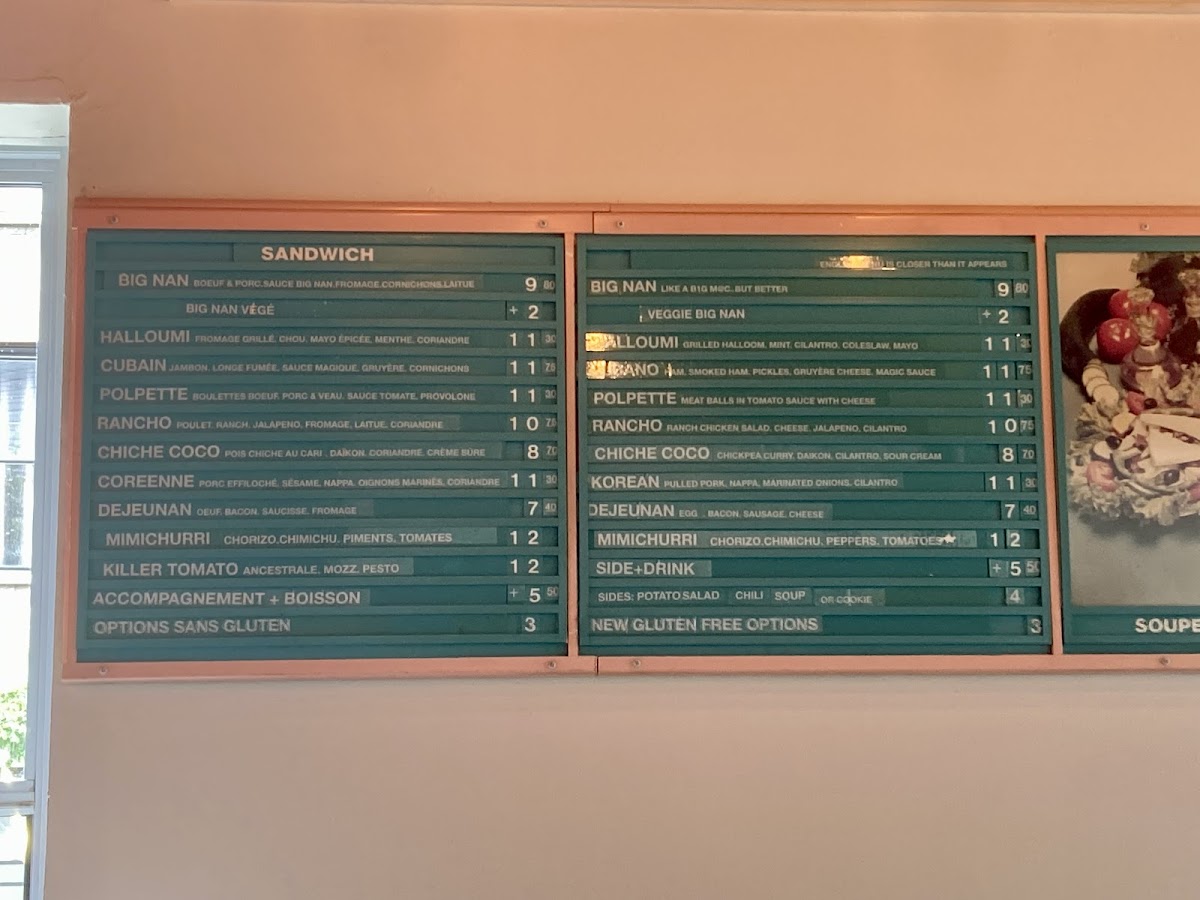 SANDWICH
BIG NAN BOEUF & PORC.SAUCE BIG NAN.FROMAGE.CORNICHONS.LAITUE 9 80
BIG NAN VÉGÉ + 2
HALLOUMI FROMAGE GRILLÉ, CHOU, MAYO ÉPICÉE, MENTHE, CORIANDRE 11 30
CUBAIN JAMBON, LONGE FUMÉE, SAUCE MAGIQUE, GRUYÈRE, CORNICHONS 11 75
POLPETTE BOULETTES BOEUF, PORC & VEAU, SAUCE TOMATE, PROVOLONE 11 30
RANCHO POULET, RANCH, JALAPENO, FROMAGE, LAITUE, CORIANDRE 10 75
CHICHE COCO POIS CHICHE AU CARI, DAÏKON, CORIANDRE, CRÈME SÛRE 8 70
COREENNE PORC EFFILOCHÉ, SÉSAME, NAPPA, OIGNONS MARINÉS, CORIANDRE 11 30
DEJEUNAN OEUF, BACON, SAUCISSE, FROMAGE 7 40
MIMICHURRI CHORIZO.CHIMICHU. PIMENTS. TOMATES 12
KILLER TOMATO ANCESTRALE, MOZZ, PESTO 12
ACCOMPAGNEMENT + BOISSON + 5 50
OPTIONS SANS GLUTEN 3
IS CLOSER THAN IT APPEARS
BIG NAN LIKE A B1G M@C..BUT BETTER 9 80
VEGGIE BIG NAN + 2
HALLOUMI GRILLED HALLOOM, MINT, CILANTRO, COLESLAW, MAYO 11 30
SMOKED HAM, PICKLES, GRUYÈRE CHEESE, MAGIC SAUCE 11 75
POLPETTE MEAT BALLS IN TOMATO SAUCE WITH CHEESE 11 30
RANCHO RANCH CHICKEN SALAD, CHEESE, JALAPENO, CILANTRO 10 75
CHICHE COCO CHICKPEA CURRY, DAIKON, CILANTRO, SOUR CREAM 8 70
KOREAN PULLED PORK, NAPPA, MARINATED ONIONS, CILANTRO 11 30
DEJEUNAN EGG , BACON, SAUSAGE, CHEESE 7 40
MIMICHURRI CHORIZO.CHIMICHU. PEPPERS. TOMATOES 12
SIDE+DRINK + 5 50
SIDES: POTATO SALAD CHILI SOUP OR COOKIE 4
NEW GLUTEN FREE OPTIONS 3
SOUPE